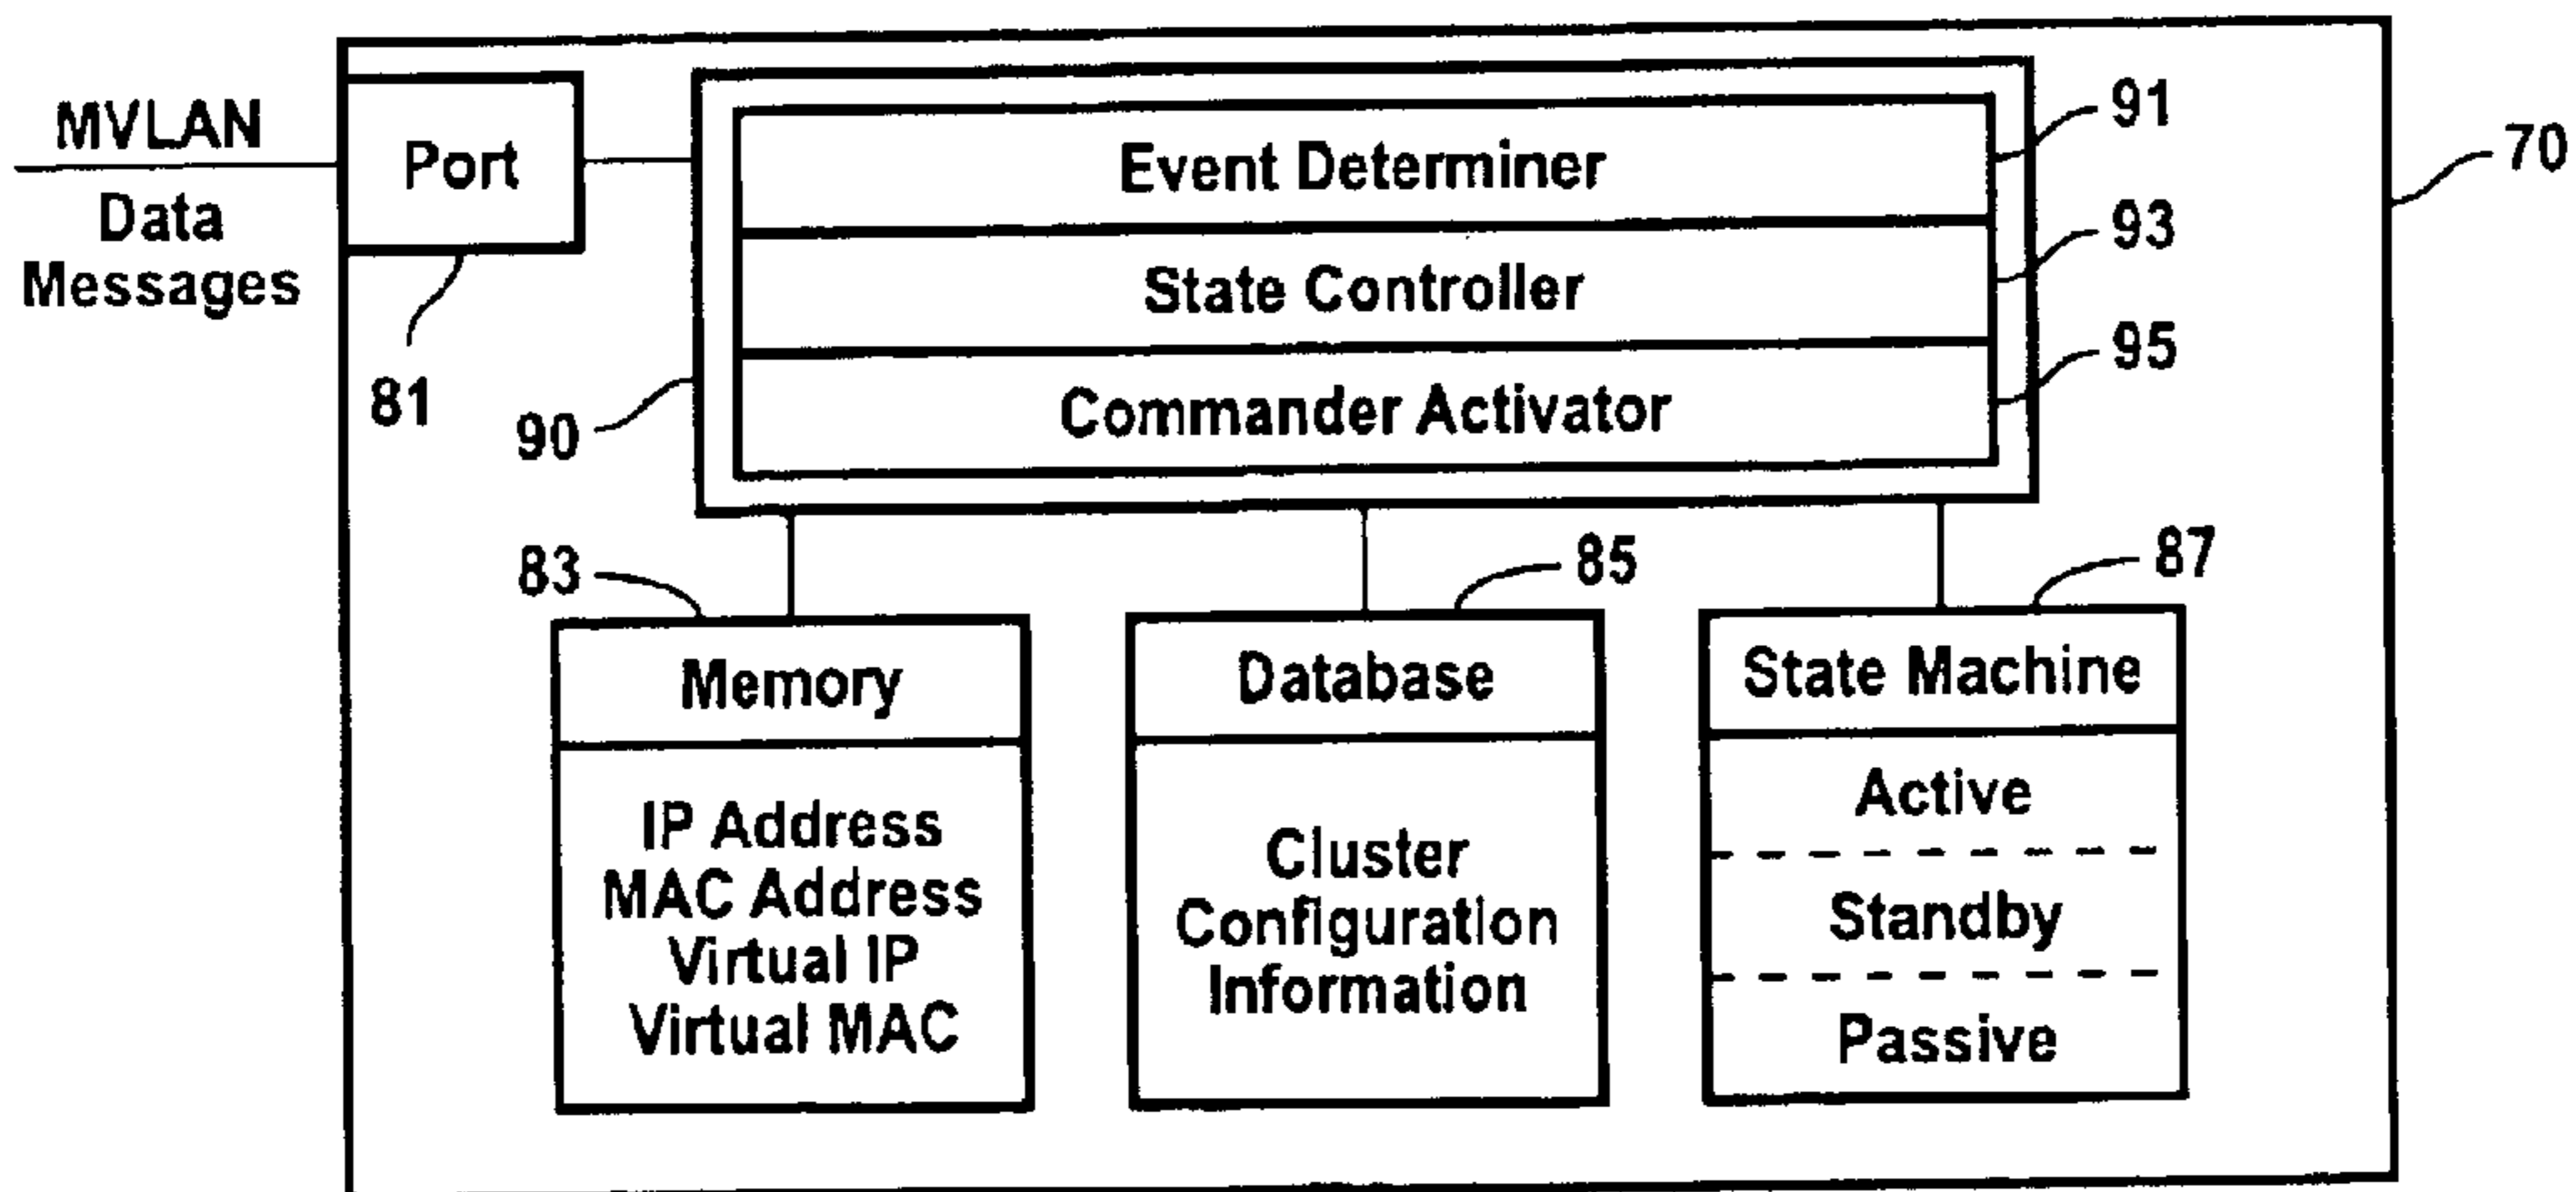 MVLAN
Data
Messages
Port
81
90
Event Determiner
State Controller
Commander Activator
91
93
95
70
83
Memory
IP Address
MAC Address
Virtual IP
Virtual MAC
85
Database
Cluster
Configuration
Information
87
State Machine
Active
Standby
Passive